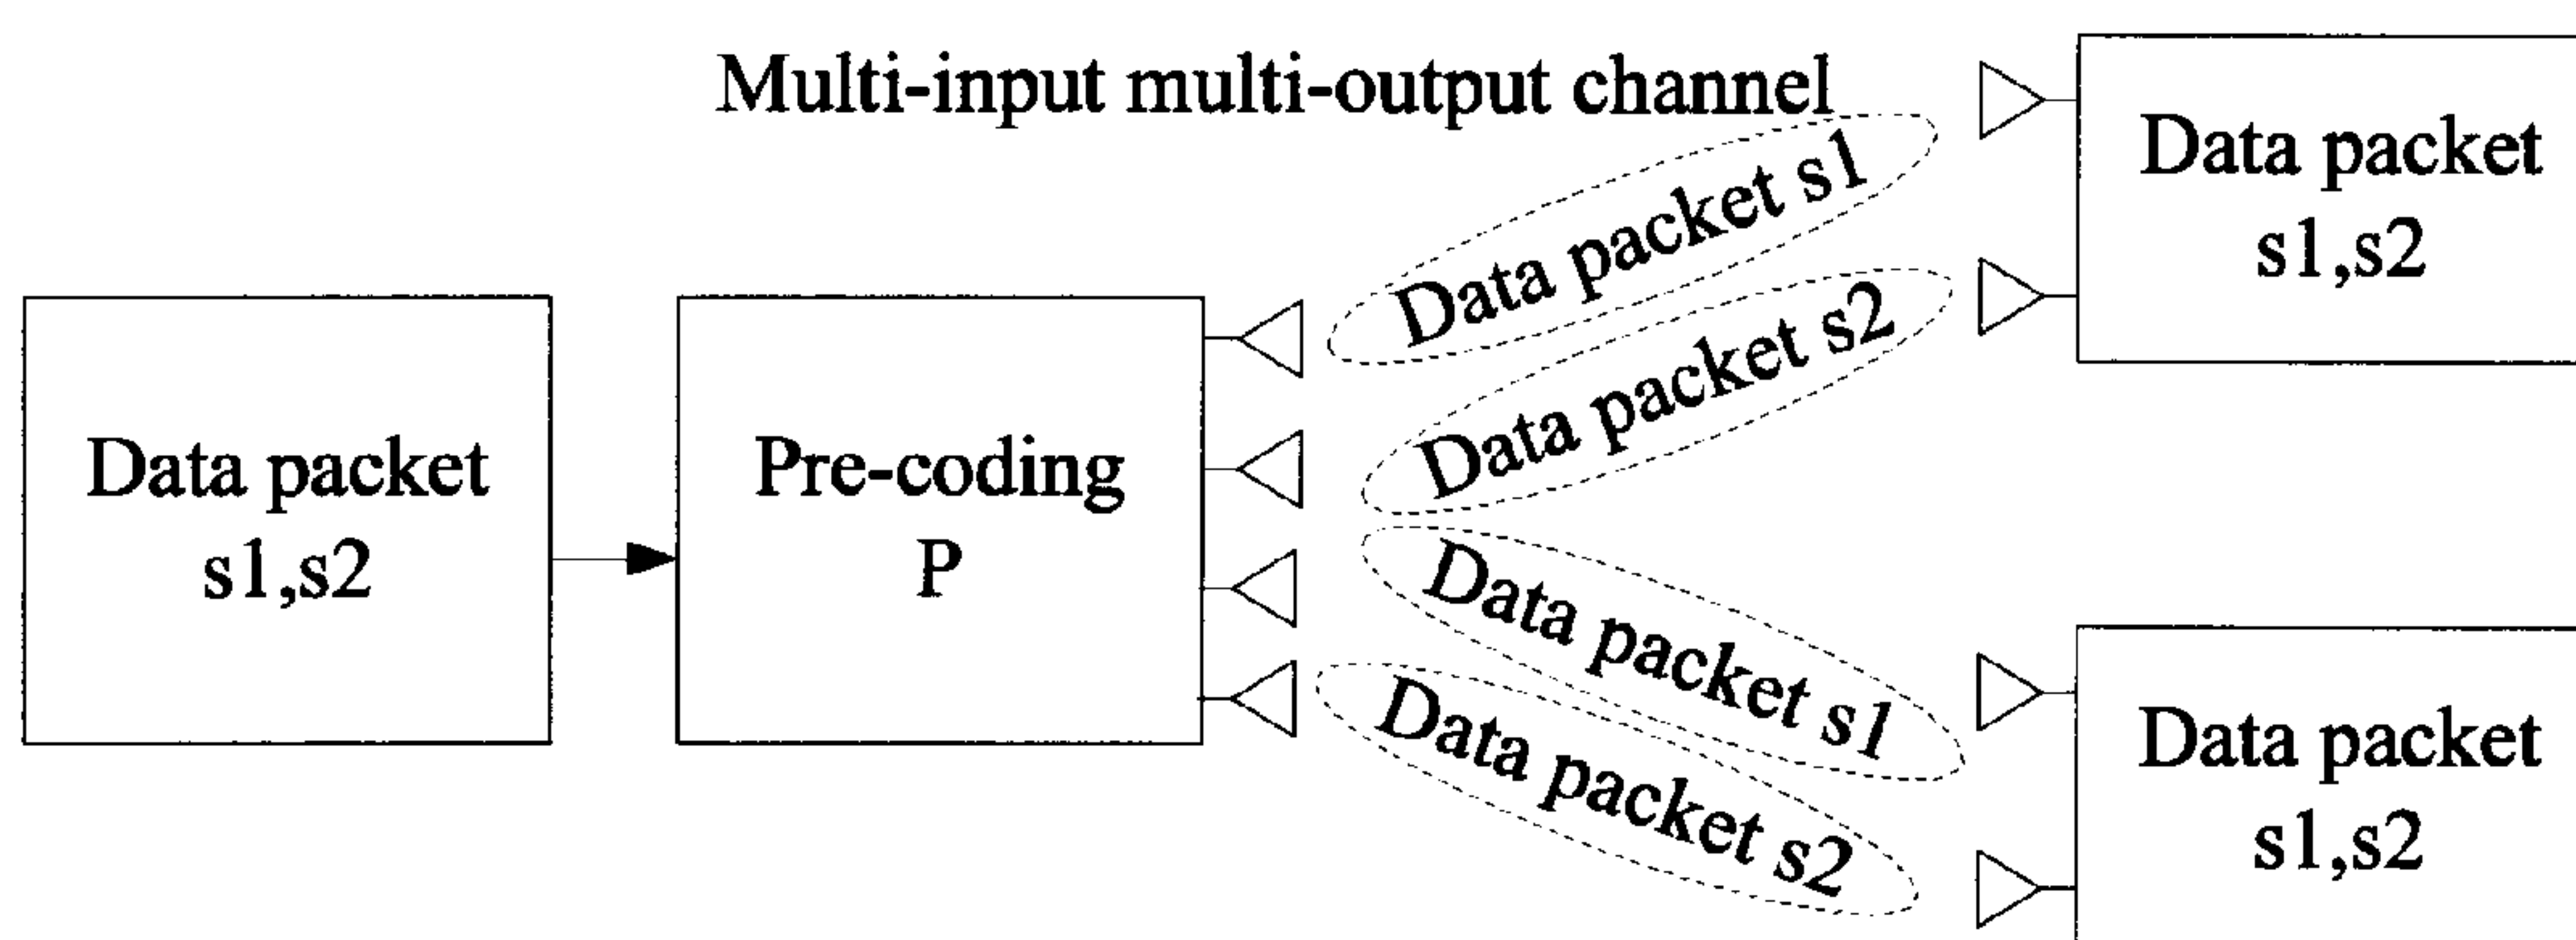 Multi-input multi-output channel
Data packet
s1,s2
Pre-coding
P
Data packet s1
Data packet s2
Data packet s1
Data packet s2
Data packet
s1,s2
Data packet
s1,s2